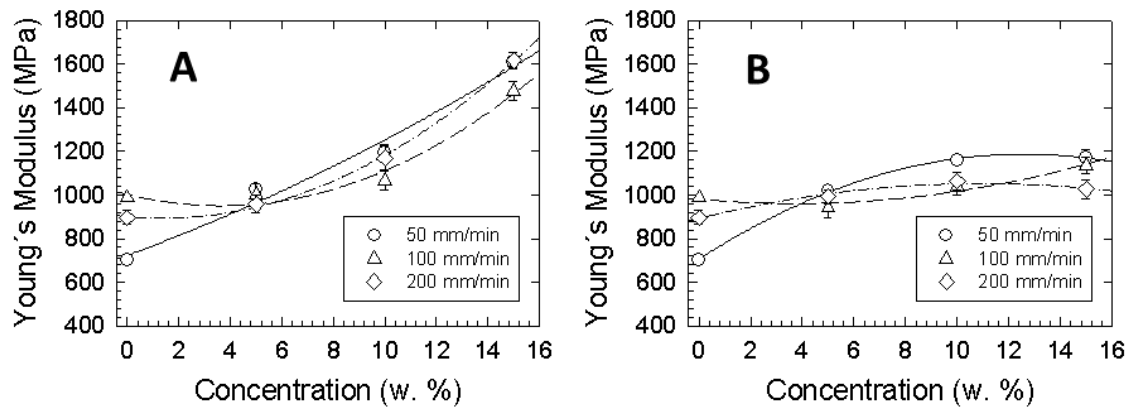 1800
1600
1400
1200
1000
800
600
400
Young´s Modulus (MPa)
A
50 mm/min
100 mm/min
200 mm/min
0 2 4 6 8 10 12 14 16
Concentration (w. %)
1800
1600
1400
1200
1000
800
600
400
Young´s Modulus (MPa)
B
50 mm/min
100 mm/min
200 mm/min
0 2 4 6 8 10 12 14 16
Concentration (w. %)